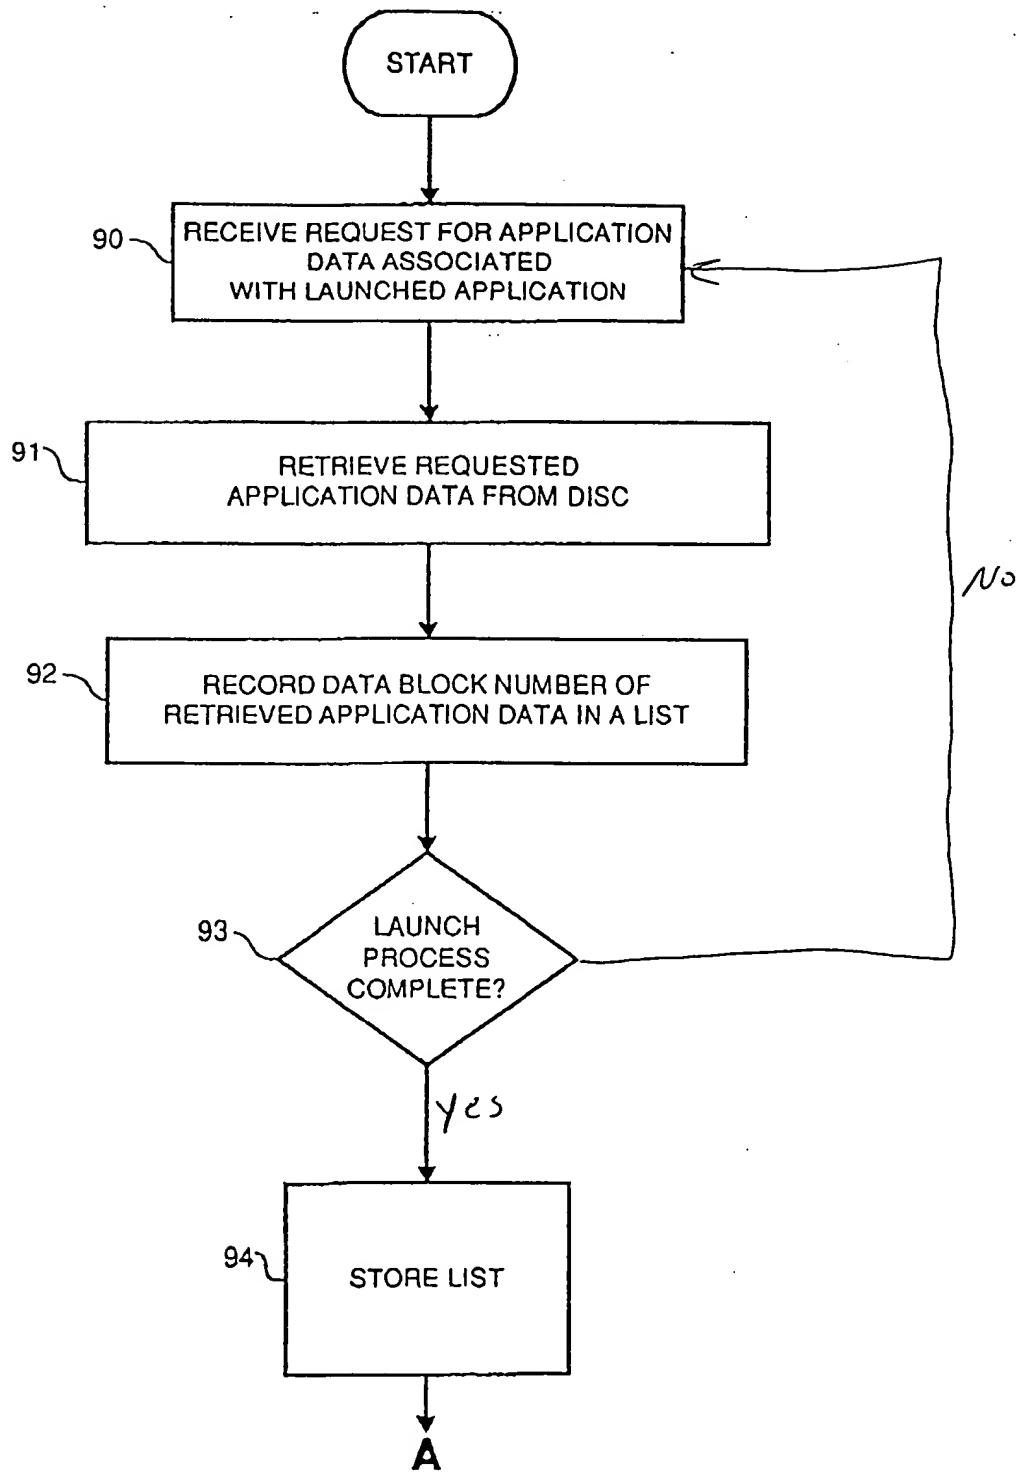 START
90
RECEIVE REQUEST FOR APPLICATION
DATA ASSOCIATED
WITH LAUNCHED APPLICATION
91
RETRIEVE REQUESTED
APPLICATION DATA FROM DISC
No
92
RECORD DATA BLOCK NUMBER OF
RETRIEVED APPLICATION DATA IN A LIST
93
LAUNCH
PROCESS
COMPLETE?
yes
94
STORE LIST
A